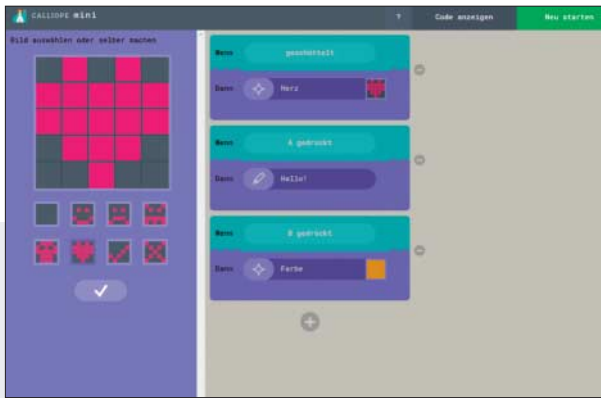 CALLIOPE mini
?
Code anzeigen
Neu starten
Bild auswählen oder selber machen
Wenn
geschüttelt
Dann
Herz
Wenn
A gedrückt
Dann
Hallo!
Wenn
B gedrückt
Dann
Farbe